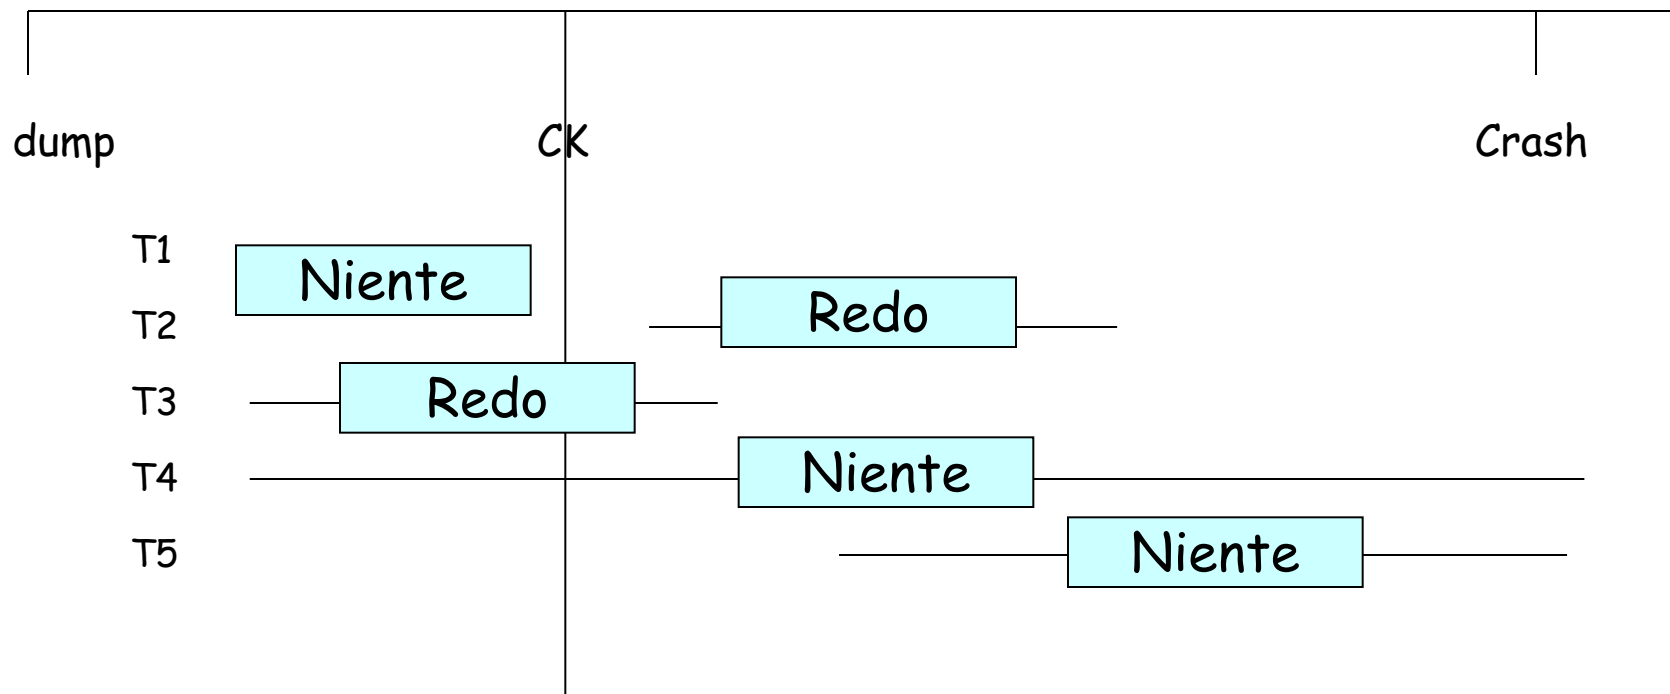 dump CK Crash
T1 Niente
T2 Redo
T3 Redo
T4 Niente
T5 Niente